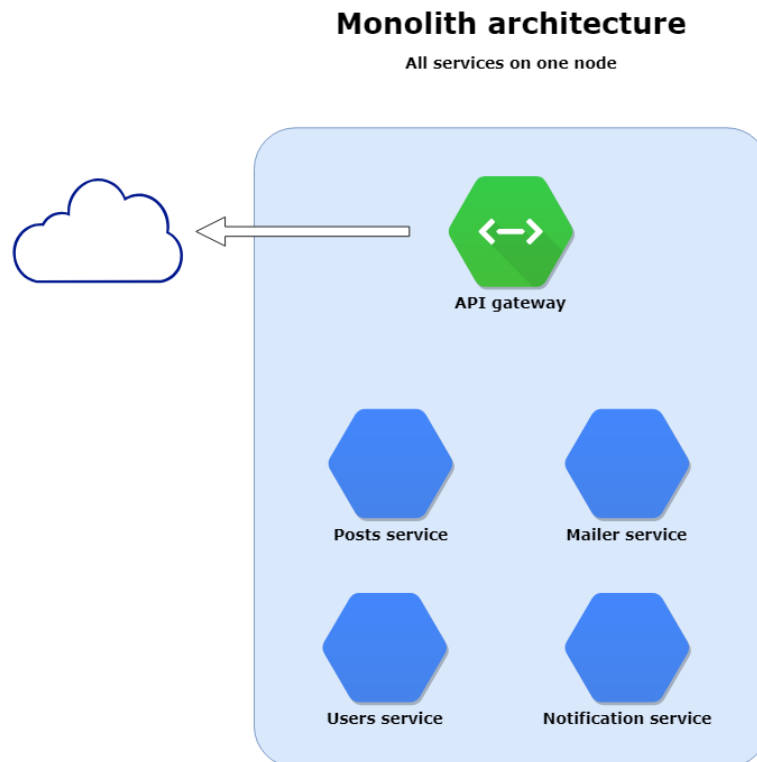 Monolith architecture
All services on one node
API gateway
Posts service
Mailer service
Users service
Notification service